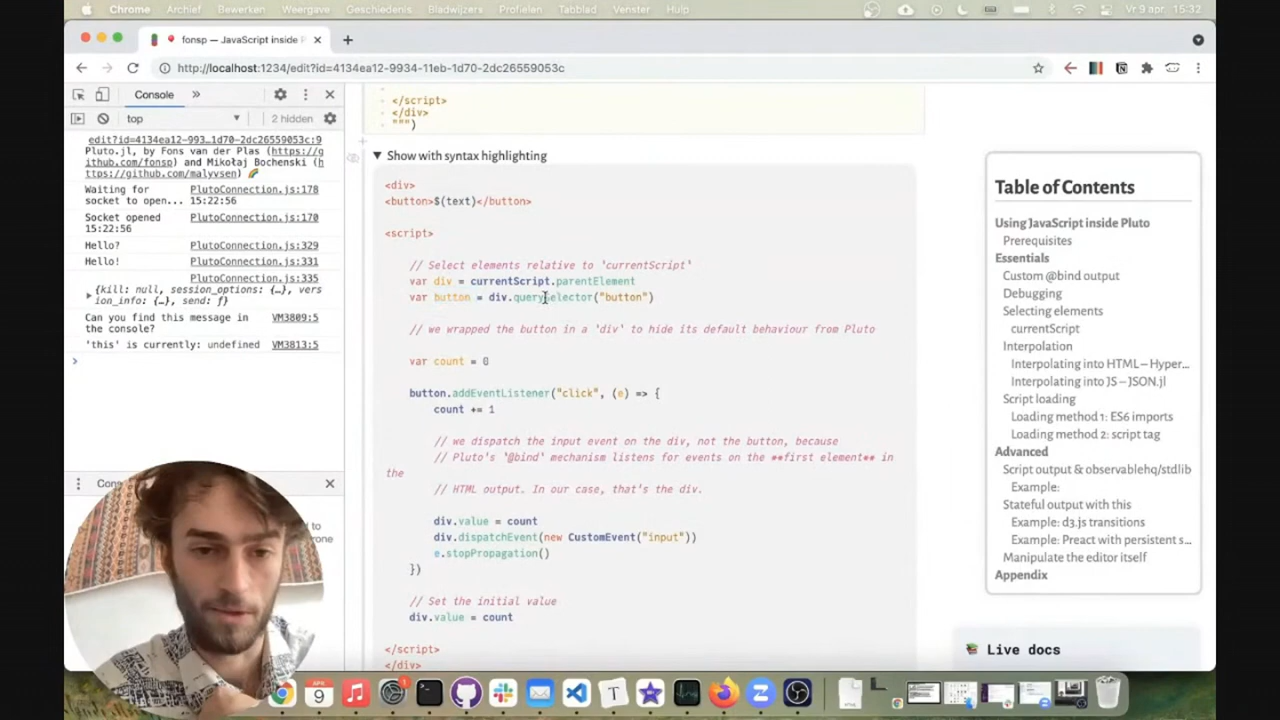 Chrome Archief Bewerken Weergave Geschiedenis Bladwijzers Profielen Tabblad Venster Help Vr 9 apr. 15:32
fonsp — JavaScript inside P
http://localhost:1234/edit?id=4134ea12-9934-11eb-1d70-2dc26559053c
Console
top
2 hidden
edit?id=4134ea12-993…1d70-2dc26559053c:9
Pluto.jl, by Fons van der Plas (https://g
ithub.com/fonsp) and Mikołaj Bochenski (h
ttps://github.com/malyvsen) 🌈
Waiting for PlutoConnection.js:178
socket to open... 15:22:56
Socket opened PlutoConnection.js:170
15:22:56
Hello? PlutoConnection.js:329
Hello! PlutoConnection.js:331
PlutoConnection.js:335
{kill: null, session_options: {…}, vers
ion_info: {…}, send: ƒ}
Can you find this message in VM3809:5
the console?
'this' is currently: undefined VM3813:5
</script>
</div>
""")
Show with syntax highlighting
<div>
<button>$(text)</button>
<script>
// Select elements relative to 'currentScript'
var div = currentScript.parentElement
var button = div.querySelector("button")
// we wrapped the button in a 'div' to hide its default behaviour from Pluto
var count = 0
button.addEventListener("click", (e) => {
count += 1
// we dispatch the input event on the div, not the button, because
// Pluto's '@bind' mechanism listens for events on the **first element** in
the
// HTML output. In our case, that's the div.
div.value = count
div.dispatchEvent(new CustomEvent("input"))
e.stopPropagation()
})
// Set the initial value
div.value = count
</script>
</div>
Table of Contents
Using JavaScript inside Pluto
Prerequisites
Essentials
Custom @bind output
Debugging
Selecting elements
currentScript
Interpolation
Interpolating into HTML – Hyper...
Interpolating into JS – JSON.jl
Script loading
Loading method 1: ES6 imports
Loading method 2: script tag
Advanced
Script output & observablehq/stdlib
Example:
Stateful output with this
Example: d3.js transitions
Example: Preact with persistent s...
Manipulate the editor itself
Appendix
Live docs
Cons
to
rone
APR.
9
1
T
HTML